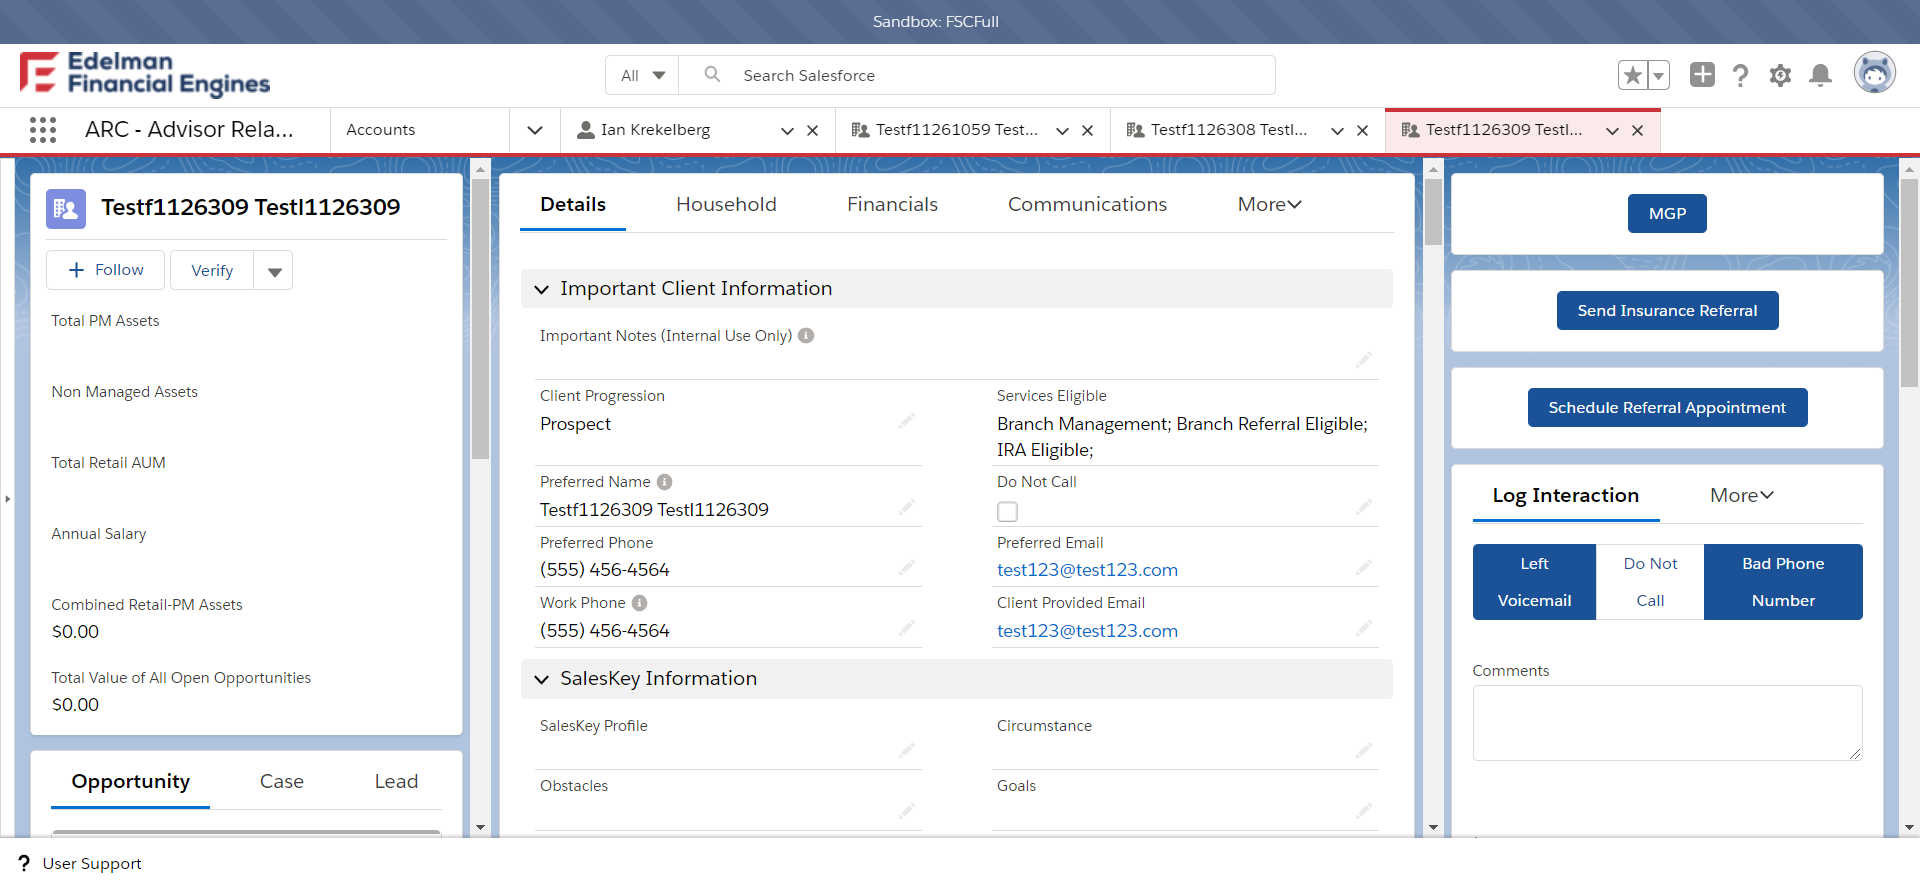 Sandbox: FSCFull
Edelman
Financial Engines
All
Search Salesforce
ARC - Advisor Rela...
Accounts
Ian Krekelberg
Testf11261059 Test...
Testf1126308 Testl...
Testf1126309 Testl...
Testf1126309 Testl1126309
Follow
Verify
Total PM Assets
Non Managed Assets
Total Retail AUM
Annual Salary
Combined Retail-PM Assets
$0.00
Total Value of All Open Opportunities
$0.00
Opportunity
Case
Lead
Details
Household
Financials
Communications
More
Important Client Information
Important Notes (Internal Use Only)
Client Progression
Prospect
Services Eligible
Branch Management; Branch Referral Eligible;
IRA Eligible;
Preferred Name
Testf1126309 Testl1126309
Do Not Call
Preferred Phone
(555) 456-4564
Preferred Email
test123@test123.com
Work Phone
(555) 456-4564
Client Provided Email
test123@test123.com
SalesKey Information
SalesKey Profile
Circumstance
Obstacles
Goals
MGP
Send Insurance Referral
Schedule Referral Appointment
Log Interaction
More
Left
Voicemail
Do Not
Call
Bad Phone
Number
Comments
? User Support